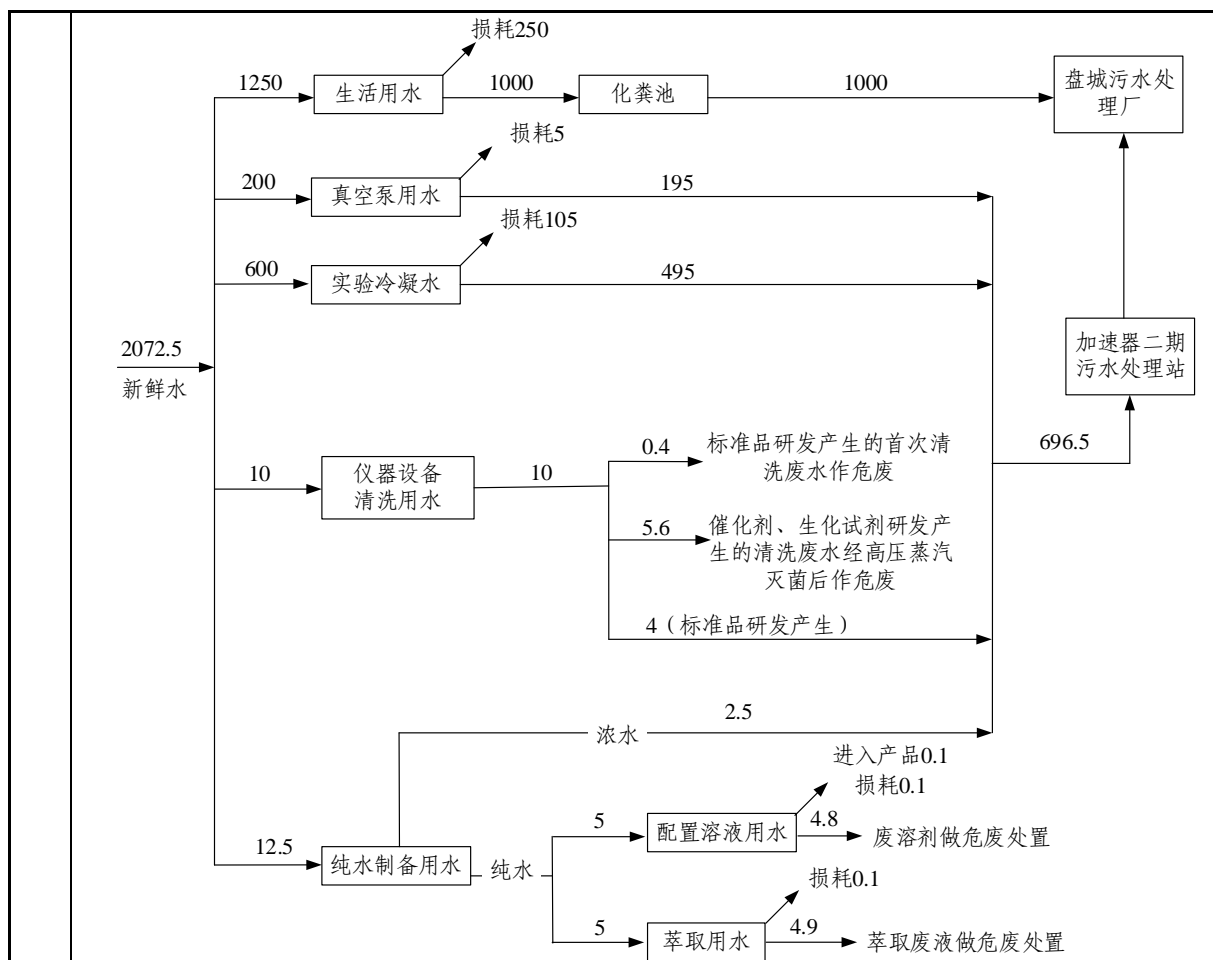 损耗250
1250
生活用水
1000
化粪池
1000
盘城污水处
理厂
损耗5
200
真空泵用水
195
损耗105
600
实验冷凝水
495
2072.5
新鲜水
加速器二期
污水处理站
696.5
10
仪器设备
清洗用水
10
0.4
标准品研发产生的首次清
洗废水作危废
5.6
催化剂、生化试剂研发产
生的清洗废水经高压蒸汽
灭菌后作危废
4（标准品研发产生）
浓水
2.5
进入产品0.1
损耗0.1
12.5
纯水制备用水
纯水
5
配置溶液用水
4.8
废溶剂做危废处置
损耗0.1
5
萃取用水
4.9
萃取废液做危废处置